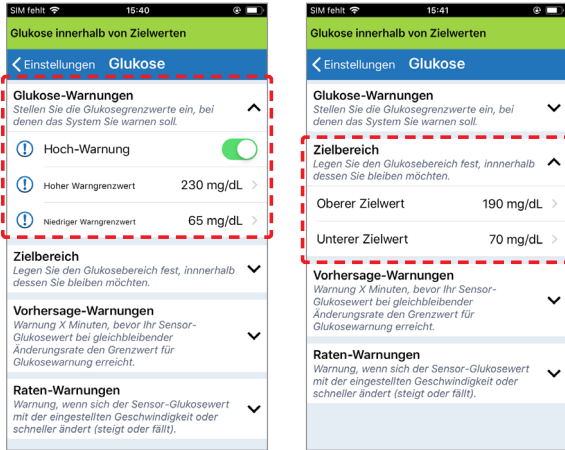 SIM fehlt 15:40
Glukose innerhalb von Zielwerten
Einstellungen Glukose
Glukose-Warnungen
Stellen Sie die Glukosegrenzwerte ein, bei
denen das System Sie warnen soll.
Hoch-Warnung
Hoher Warngrenzwert 230 mg/dL
Niedriger Warngrenzwert 65 mg/dL
Zielbereich
Legen Sie den Glukosebereich fest, innnerhalb
dessen Sie bleiben möchten.
Vorhersage-Warnungen
Warnung X Minuten, bevor Ihr Sensor-
Glukosewert bei gleichbleibender
Änderungsrate den Grenzwert für
Glukosewarnung erreicht.
Raten-Warnungen
Warnung, wenn sich der Sensor-Glukosewert
mit der eingestellten Geschwindigkeit oder
schneller ändert (steigt oder fällt).
SIM fehlt 15:41
Glukose innerhalb von Zielwerten
Einstellungen Glukose
Glukose-Warnungen
Stellen Sie die Glukosegrenzwerte ein, bei
denen das System Sie warnen soll.
Zielbereich
Legen Sie den Glukosebereich fest, innnerhalb
dessen Sie bleiben möchten.
Oberer Zielwert 190 mg/dL
Unterer Zielwert 70 mg/dL
Vorhersage-Warnungen
Warnung X Minuten, bevor Ihr Sensor-
Glukosewert bei gleichbleibender
Änderungsrate den Grenzwert für
Glukosewarnung erreicht.
Raten-Warnungen
Warnung, wenn sich der Sensor-Glukosewert
mit der eingestellten Geschwindigkeit oder
schneller ändert (steigt oder fällt).